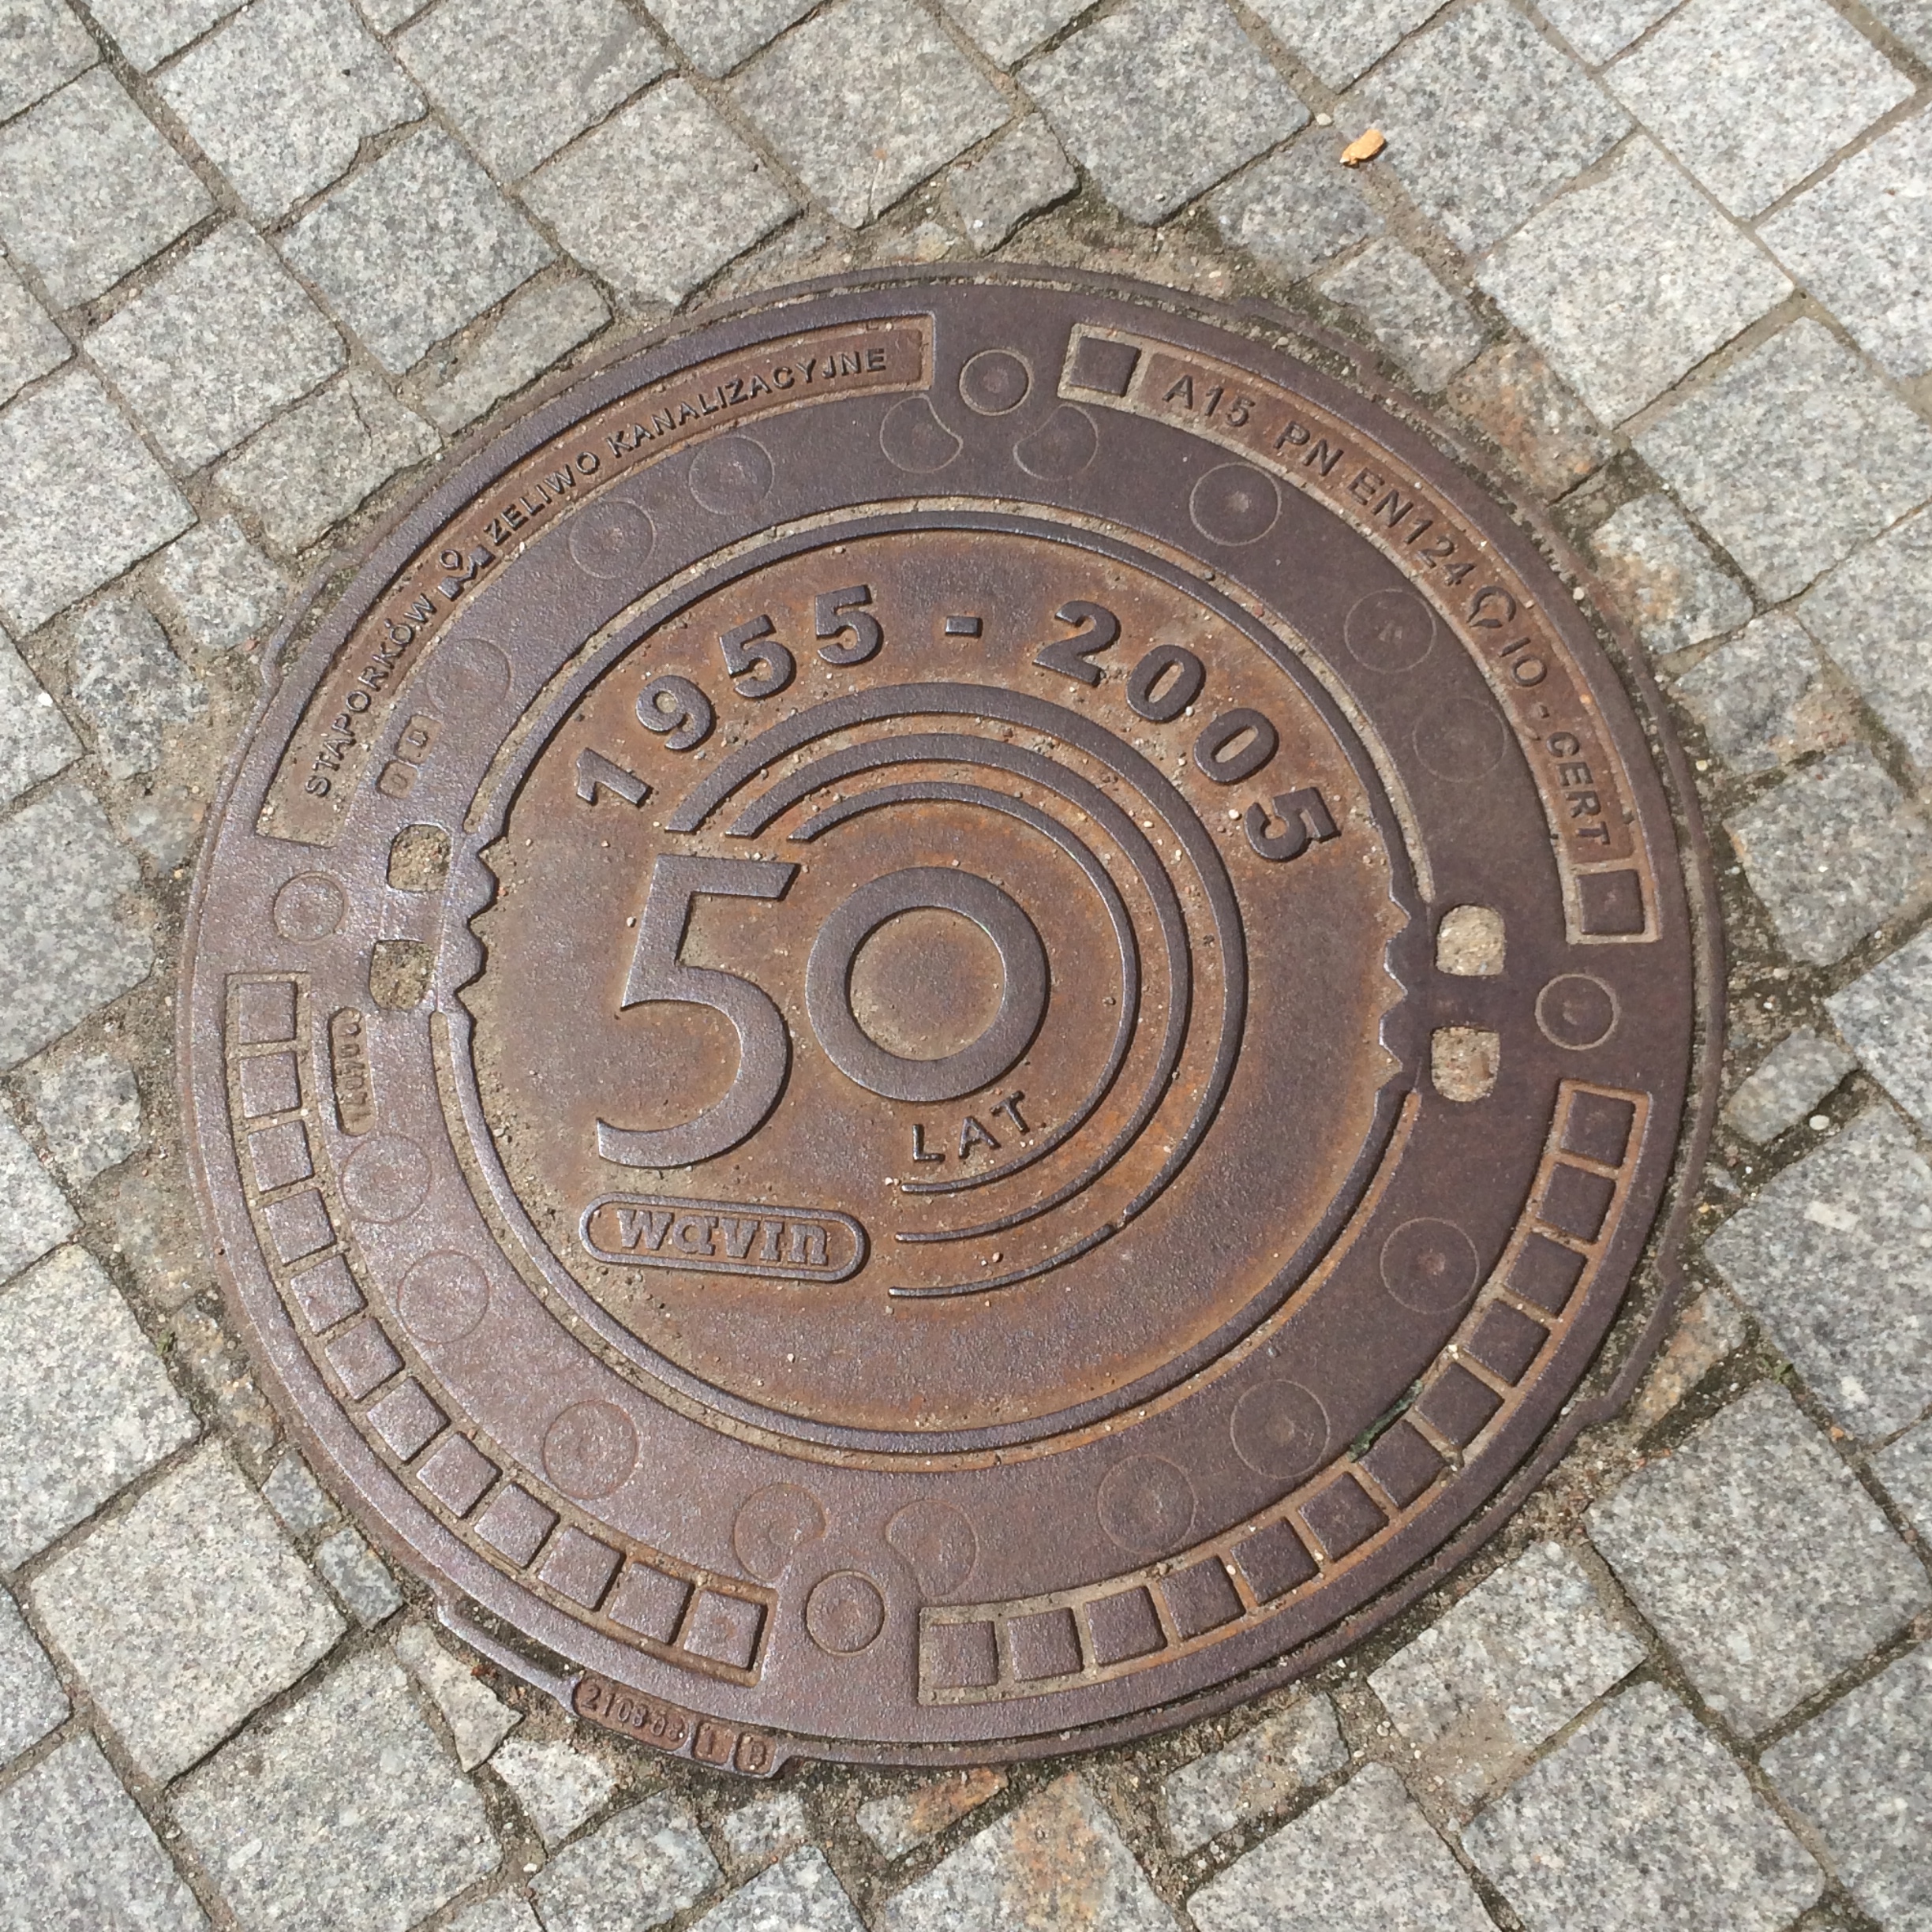 STĄPORKÓW ŻELIWO KANALIZACYJNE
A15 PN EN124 IO-CERT
1955 - 2005
50
LAT
wavin